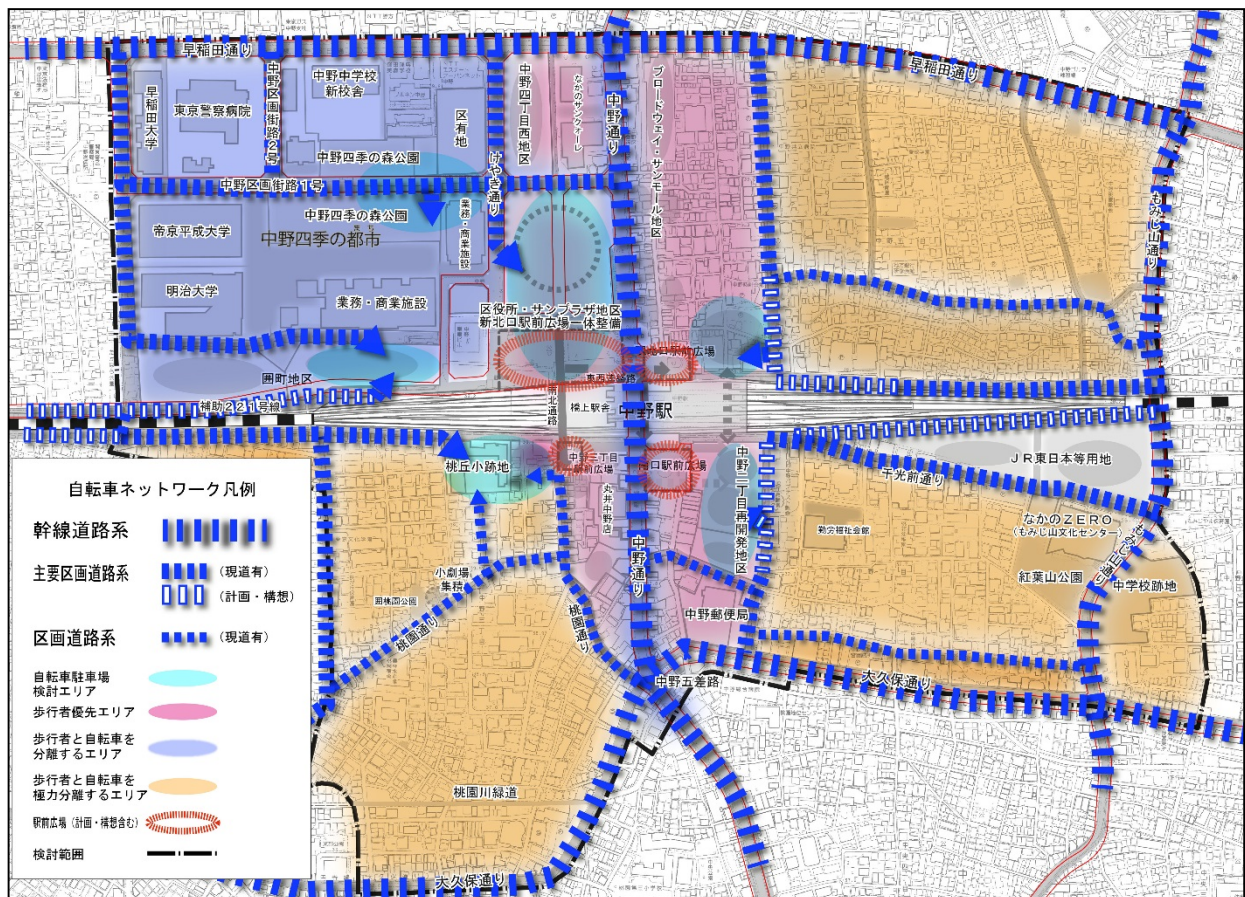 早稲田通り
早稲田通り
早稲田大学
東京警察病院
中野区画街路2号
中野中学校
新校舎
区有地
中野四季の森公園
けやき通り
中野四丁目西地区
なかのサンクォーレ
中野通り
ブロードウェイ・サンモール地区
もみじ山通り
中野区画街路1号
帝京平成大学
中野四季の森公園
中野四季の都市
業務・商業施設
明治大学
業務・商業施設
区役所・サンプラザ地区
新北口駅前広場一体整備
囲町地区
東西連絡路
補助221号線
南北通路
橋上駅舎
中野駅
桃丘小跡地
中野二丁目再開発地区
丸井中野店
千光前通り
JR東日本等用地
なかのZERO
(もみじ山文化センター)
もみじ山通り
勤労福祉会館
紅葉山公園
中学校跡地
小劇場
集積
囲桃園公園
桃園通り
桃園通り
中野通り
中野郵便局
中野五差路
大久保通り
桃園川緑道
大久保通り
自転車ネットワーク凡例
幹線道路系
主要区画道路系
(現道有)
(計画・構想)
区画道路系
(現道有)
自転車駐車場
検討エリア
歩行者優先エリア
歩行者と自転車を
分離するエリア
歩行者と自転車を
極力分離するエリア
駅前広場(計画・構想含む)
検討範囲